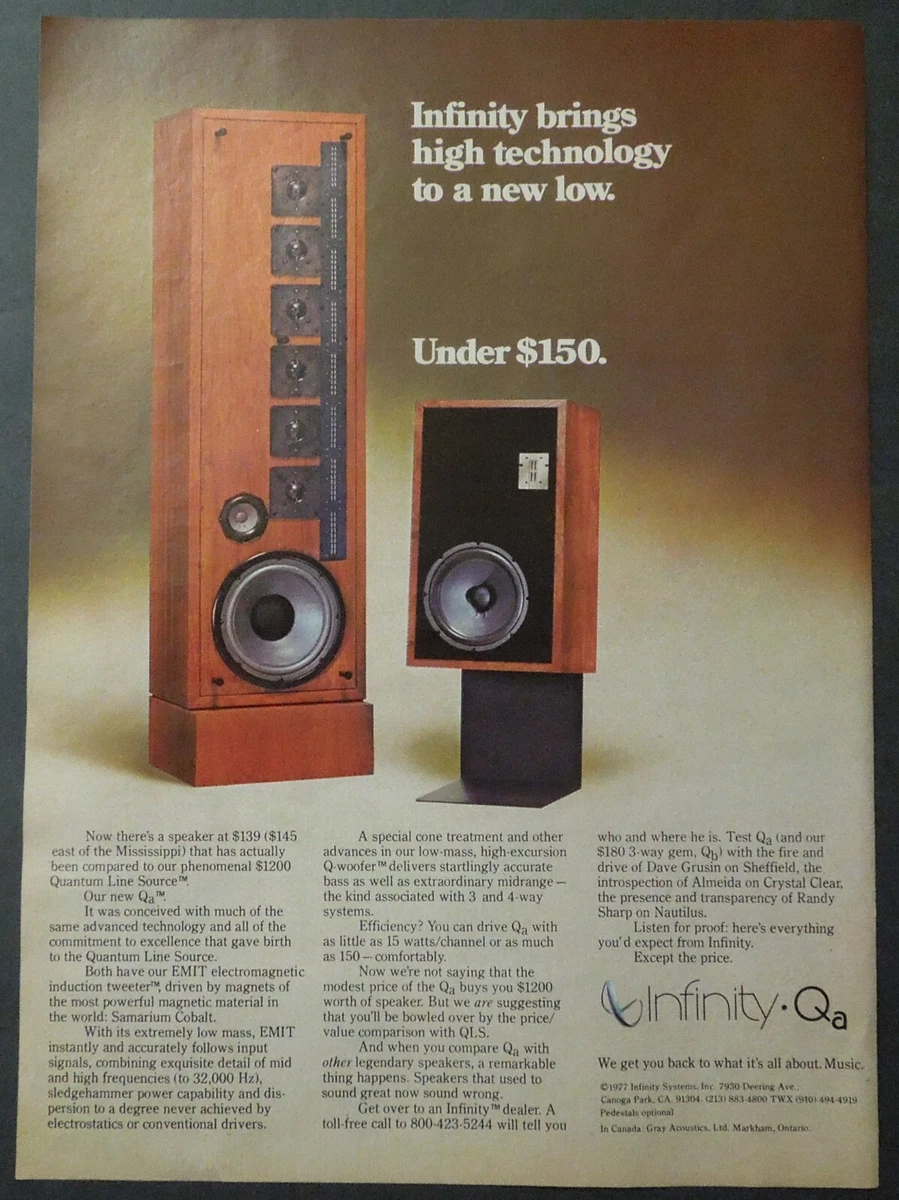 Infinity brings
high technology
to a new low.
Under $150.
Now there's a speaker at $139 ($145
east of the Mississippi) that has actually
been compared to our phenomenal $1200
Quantum Line Source™.
Our new Qa™.
It was conceived with much of the
same advanced technology and all of the
commitment to excellence that gave birth
to the Quantum Line Source.
Both have our EMIT electromagnetic
induction tweeter™, driven by magnets of
the most powerful magnetic material in
the world: Samarium Cobalt.
With its extremely low mass, EMIT
instantly and accurately follows input
signals, combining exquisite detail of mid
and high frequencies (to 32,000 Hz),
sledgehammer power capability and dis-
persion to a degree never achieved by
electrostatics or conventional drivers.
A special cone treatment and other
advances in our low-mass, high-excursion
Q-woofer™ delivers startlingly accurate
bass as well as extraordinary midrange —
the kind associated with 3 and 4-way
systems.
Efficiency? You can drive Qa with
as little as 15 watts/channel or as much
as 150 — comfortably.
Now we're not saying that the
modest price of the Qa buys you $1200
worth of speaker. But we are suggesting
that you'll be bowled over by the price/
value comparison with QLS.
And when you compare Qa with
other legendary speakers, a remarkable
thing happens. Speakers that used to
sound great now sound wrong.
Get over to an Infinity™ dealer. A
toll-free call to 800-423-5244 will tell you
who and where he is. Test Qa (and our
$180 3-way gem, Qb) with the fire and
drive of Dave Grusin on Sheffield, the
introspection of Almeida on Crystal Clear,
the presence and transparency of Randy
Sharp on Nautilus.
Listen for proof: here's everything
you'd expect from Infinity.
Except the price.
Infinity · Qa
We get you back to what it's all about. Music.
©1977 Infinity Systems, Inc. 7930 Deering Ave.,
Canoga Park, CA. 91304. (213) 883-4800 TWX (910) 494-4919
Pedestals optional
In Canada: Gray Acoustics, Ltd. Markham, Ontario.